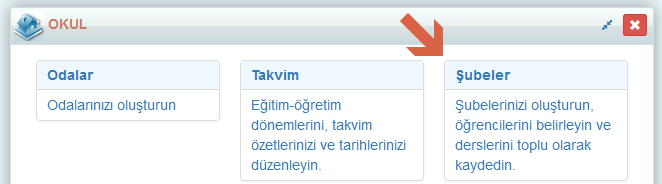 OKUL
Odalar
Odalarınızı oluşturun
Takvim
Eğitim-öğretim
dönemlerini, takvim
özetlerinizi ve tarihlerinizi
düzenleyin.
Şubeler
Şubelerinizi oluşturun,
öğrencilerini belirleyin ve
derslerini toplu olarak
kaydedin.